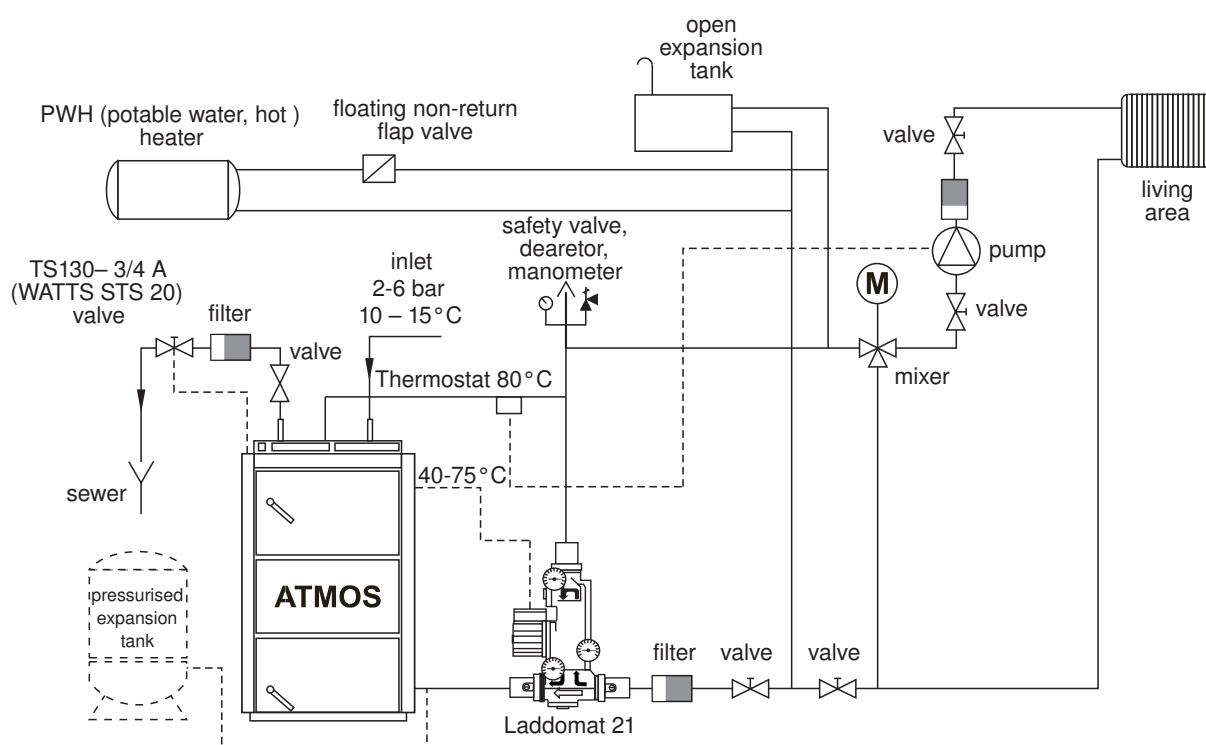 open
expansion
tank
PWH (potable water, hot )
heater
floating non-return
flap valve
valve
living
area
safety valve,
dearetor,
manometer
pump
TS130– 3/4 A
(WATTS STS 20)
valve
inlet
2-6 bar
10 – 15°C
filter
M
valve
valve
mixer
Thermostat 80°C
40-75°C
sewer
pressurised
expansion
tank
ATMOS
filter
valve
valve
Laddomat 21